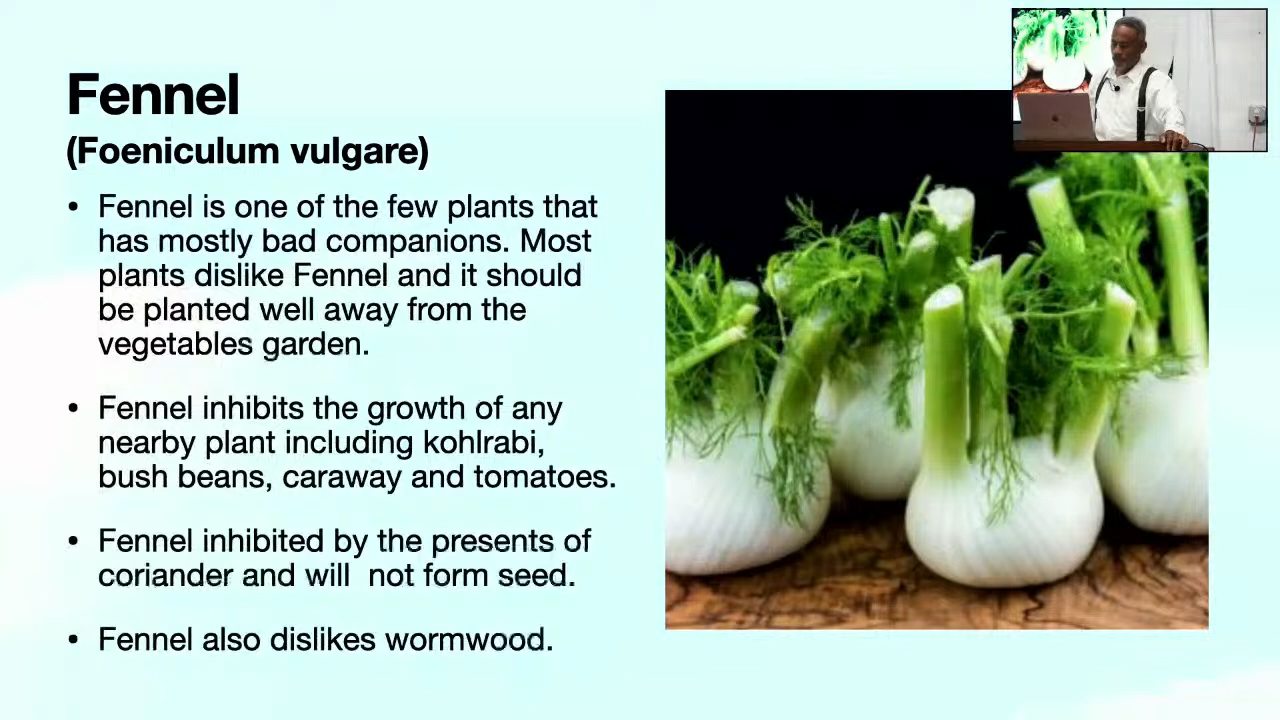 Fennel
(Foeniculum vulgare)
• Fennel is one of the few plants that
has mostly bad companions. Most
plants dislike Fennel and it should
be planted well away from the
vegetables garden.
• Fennel inhibits the growth of any
nearby plant including kohlrabi,
bush beans, caraway and tomatoes.
• Fennel inhibited by the presents of
coriander and will  not form seed.
• Fennel also dislikes wormwood.